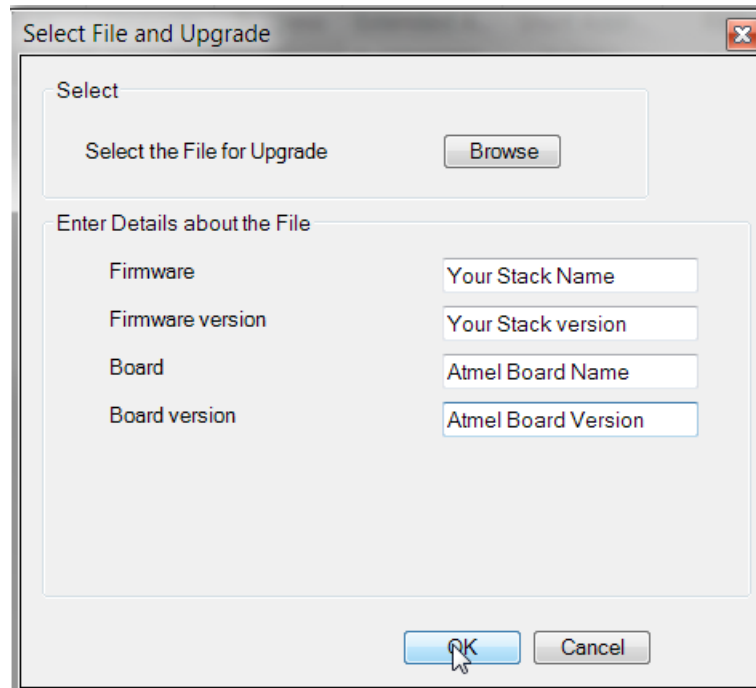 Select File and Upgrade
Select
Select the File for Upgrade Browse
Enter Details about the File
Firmware Your Stack Name
Firmware version Your Stack version
Board Atmel Board Name
Board version Atmel Board Version
OK Cancel